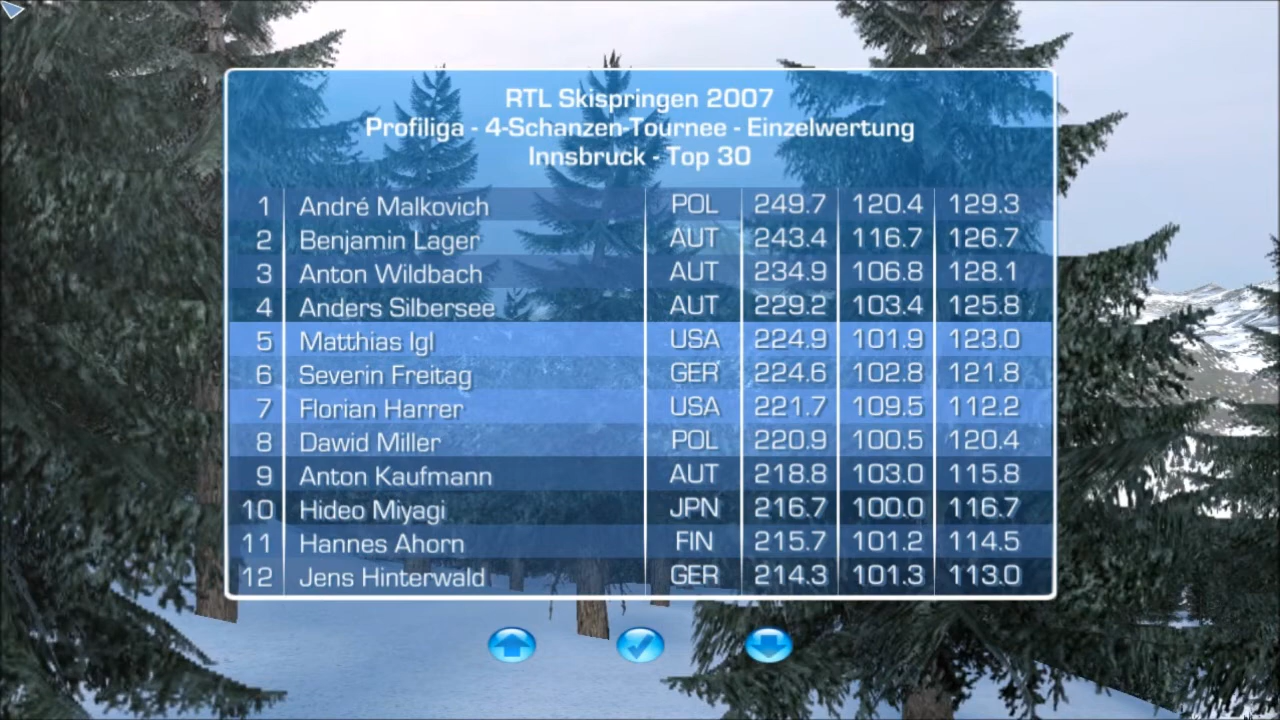 RTL Skispringen 2007
Profiliga - 4-Schanzen-Tournee - Einzelwertung
Innsbruck - Top 30
1 André Malkovich POL 249.7 120.4 129.3
2 Benjamin Lager AUT 243.4 116.7 126.7
3 Anton Wildbach AUT 234.9 106.8 128.1
4 Anders Silbersee AUT 229.2 103.4 125.8
5 Matthias Igl USA 224.9 101.9 123.0
6 Severin Freitag GER 224.6 102.8 121.8
7 Florian Harrer USA 221.7 109.5 112.2
8 Dawid Miller POL 220.9 100.5 120.4
9 Anton Kaufmann AUT 218.8 103.0 115.8
10 Hideo Miyagi JPN 216.7 100.0 116.7
11 Hannes Ahorn FIN 215.7 101.2 114.5
12 Jens Hinterwald GER 214.3 101.3 113.0